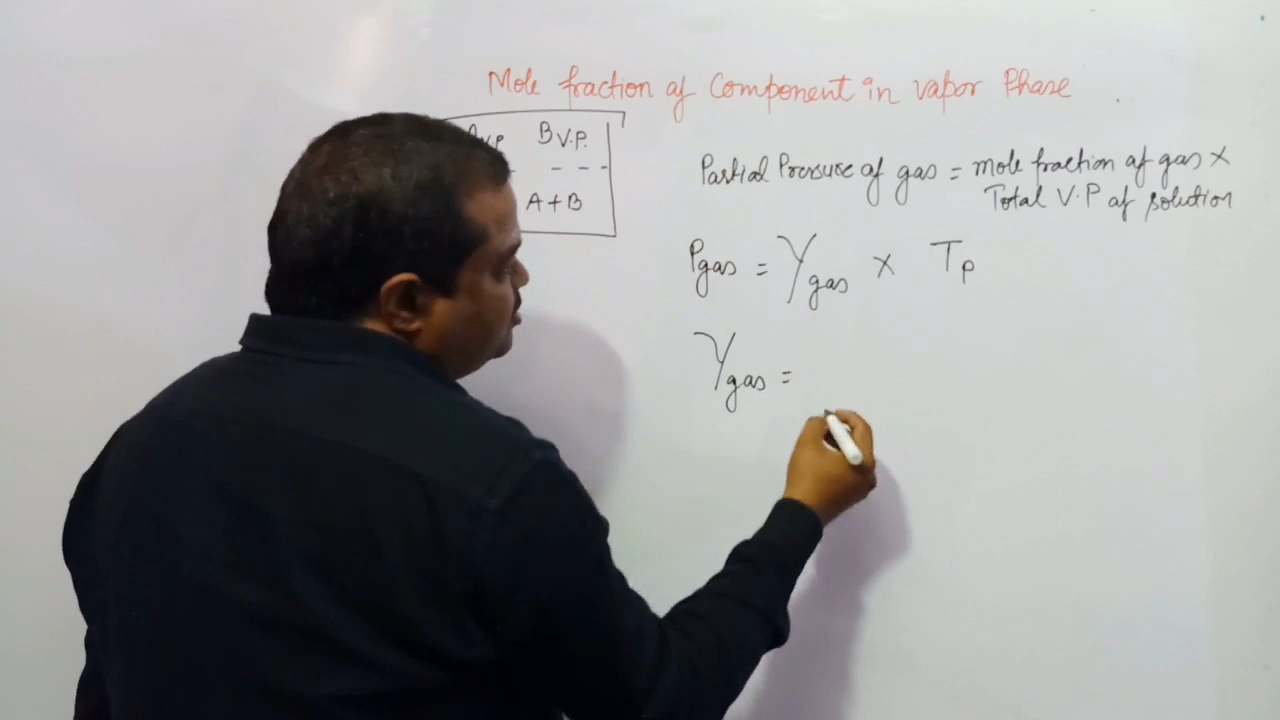 Mole fraction of Component in vapor Phase
B V.P.
A + B
Partial Pressure of gas = mole fraction of gas ×
Total V.P of solution
Pgas = Ygas × Tp
Ygas =